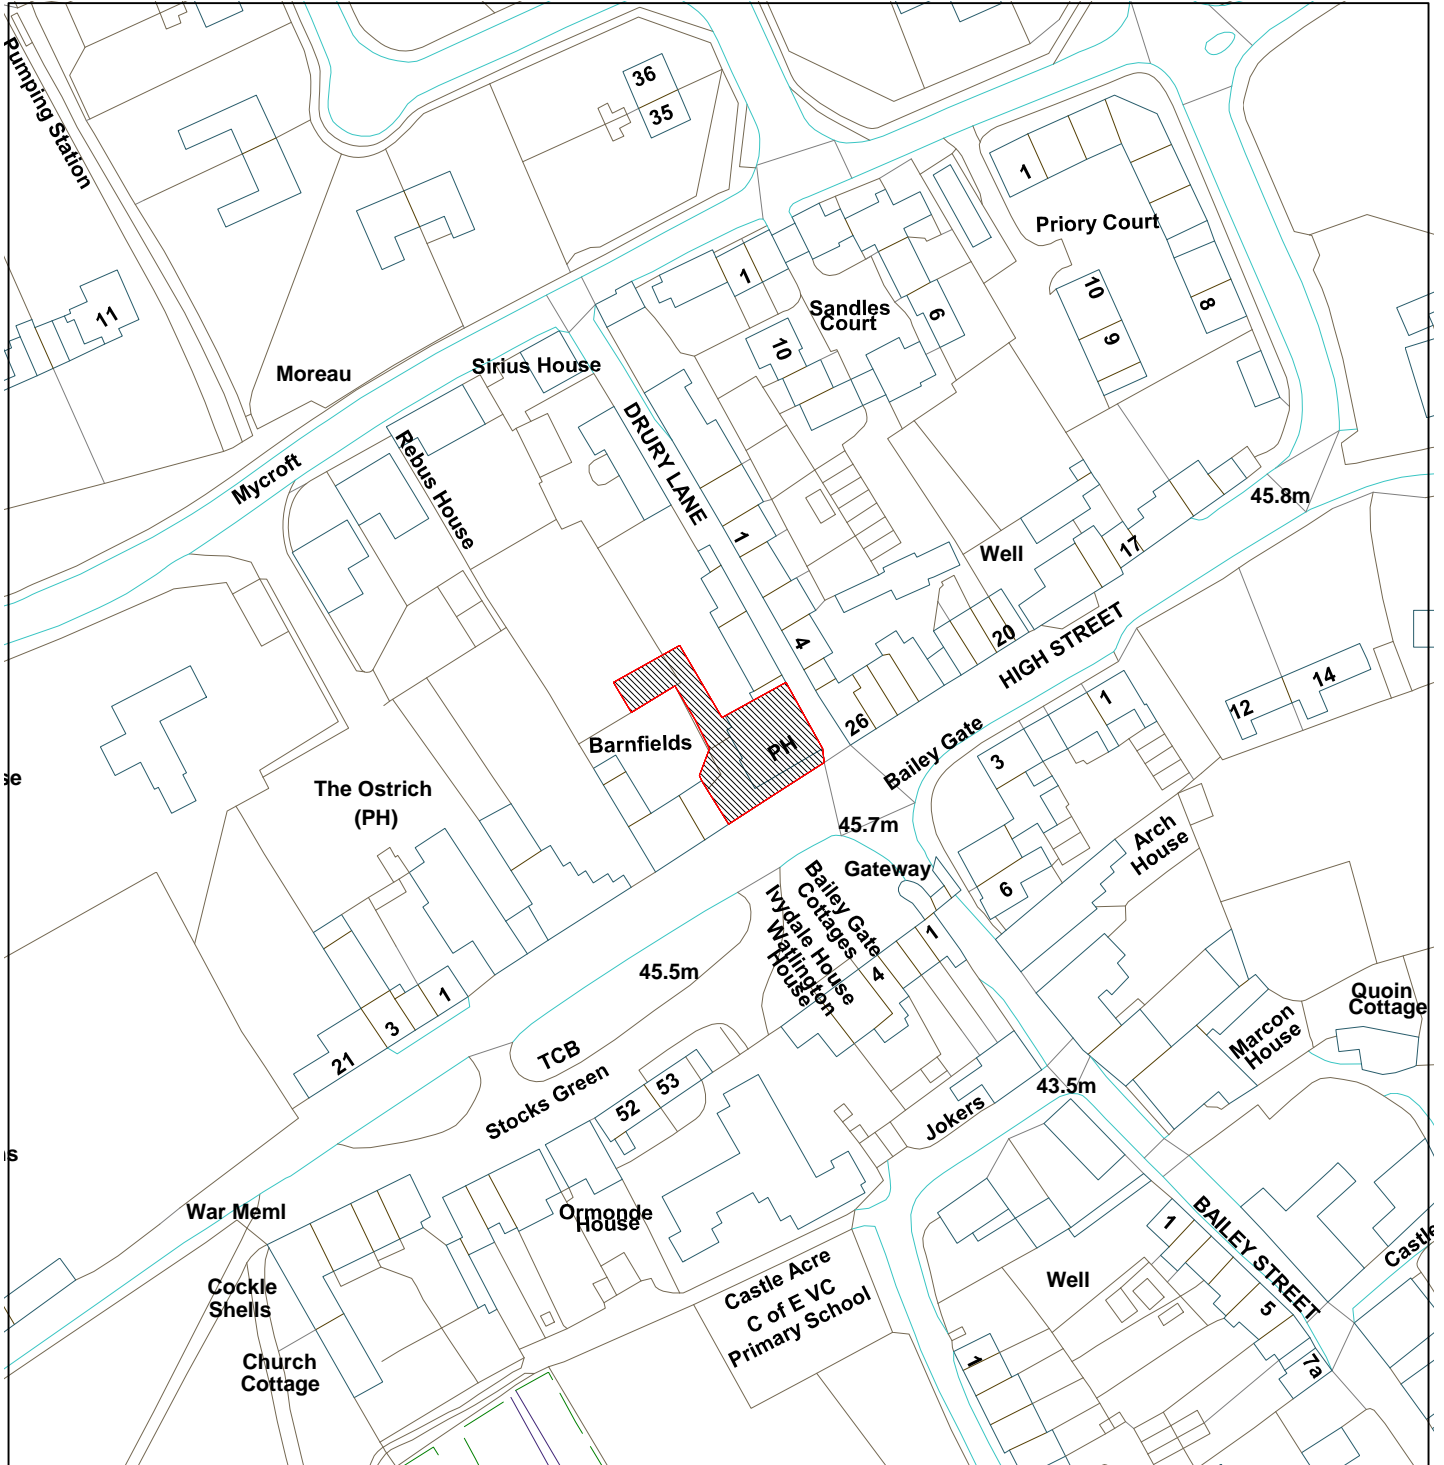 Pumping Station
36
35
1
Priory Court
11
10
8
9
Sandles
Court
1
6
10
Moreau
Sirius House
DRURY LANE
Mycroft
Rebus House
45.8m
1
Well
17
4
20
HIGH STREET
26
Bailey Gate
1
12
14
3
Barnfields
PH
se
The Ostrich
(PH)
45.7m
Gateway
Arch
House
6
Bailey Gate
Cottages
Ivydale House
Watlington
House
1
4
45.5m
1
3
21
Quoin
Cottage
Marcon
House
TCB
Stocks Green
53
52
43.5m
Jokers
War Meml
Ormonde
House
Castle Acre
C of E VC
Primary School
Well
1
BAILEY STREET
Castle
5
7a
1
Cockle
Shells
Church
Cottage